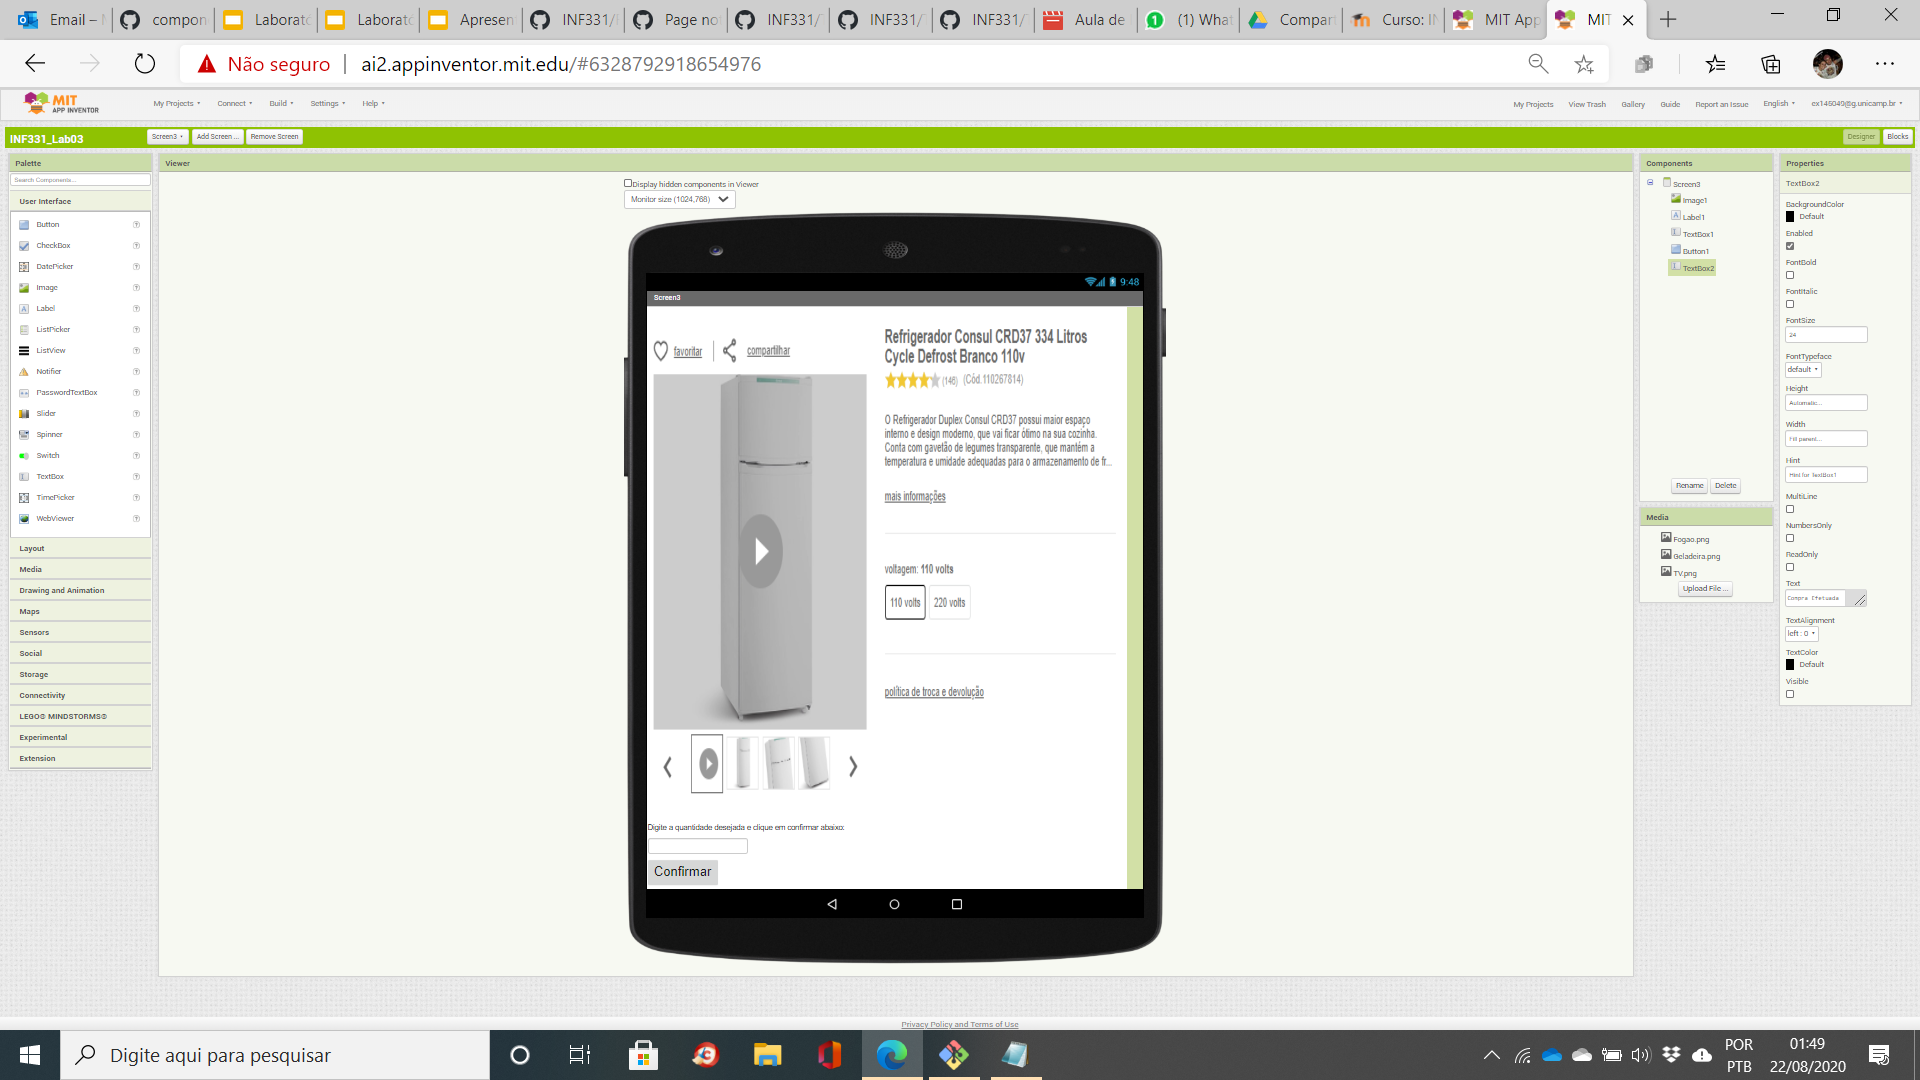 Email –
compon
Laborato
Laborato
Apresen
INF331/
Page no
INF331/
INF331/
INF331/
Aula de
(1) What
Compar
Curso: I
MIT App
MIT
Não seguro | ai2.appinventor.mit.edu/#6328792918654976
MIT
APP INVENTOR
My Projects
Connect
Build
Settings
Help
My Projects
View Trash
Gallery
Guide
Report an Issue
English
ex146049@g.unicamp.br
INF331_Lab03
Screen3
Add Screen ...
Remove Screen
Designer
Blocks
Palette
Search Components...
User Interface
Button
CheckBox
DatePicker
Image
Label
ListPicker
ListView
Notifier
PasswordTextBox
Slider
Spinner
Switch
TextBox
TimePicker
WebViewer
Layout
Media
Drawing and Animation
Maps
Sensors
Social
Storage
Connectivity
LEGO® MINDSTORMS®
Experimental
Extension
Viewer
Display hidden components in Viewer
Monitor size (1024,768)
9:48
Screen3
favoritar
compartilhar
Refrigerador Consul CRD37 334 Litros
Cycle Defrost Branco 110v
(146) (Cód.110267814)
O Refrigerador Duplex Consul CRD37 possui maior espaço
interno e design moderno, que vai ficar ótimo na sua cozinha.
Conta com gavetão de legumes transparente, que mantém a
temperatura e umidade adequadas para o armazenamento de fr...
mais informações
voltagem: 110 volts
110 volts
220 volts
política de troca e devolução
Digite a quantidade desejada e clique em confirmar abaixo:
Confirmar
Components
Screen3
Image1
Label1
TextBox1
Button1
TextBox2
Rename
Delete
Media
Fogao.png
Geladeira.png
TV.png
Upload File ...
Properties
TextBox2
BackgroundColor
Default
Enabled
FontBold
FontItalic
FontSize
24
FontTypeface
default
Height
Automatic...
Width
Fill parent...
Hint
Hint for TextBox1
MultiLine
NumbersOnly
ReadOnly
Text
Compra Efetuada
TextAlignment
left : 0
TextColor
Default
Visible
Privacy Policy and Terms of Use
Digite aqui para pesquisar
POR
PTB
01:49
22/08/2020